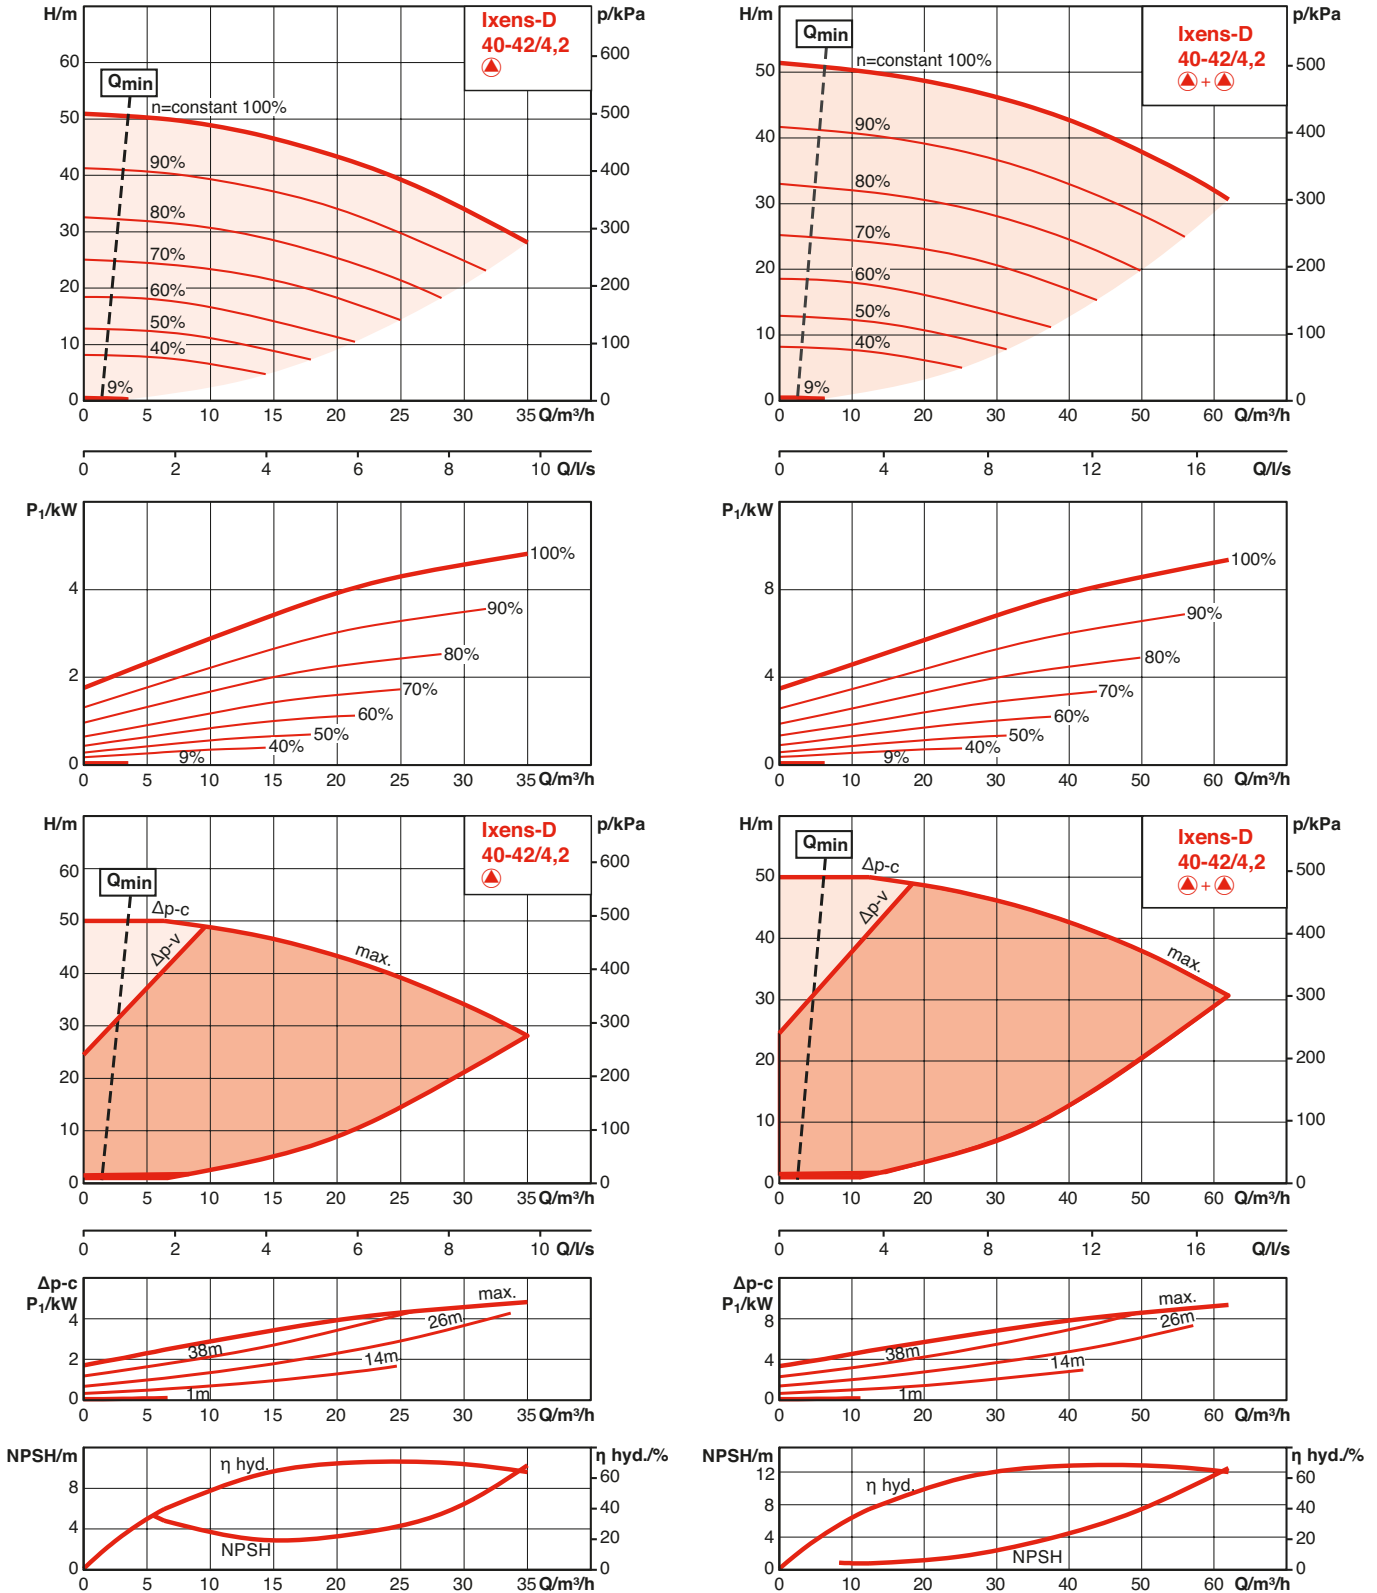 H/m
p/kPa
Ixens-D
40-42/4,2
Qmin
n=constant 100%
90%
80%
70%
60%
50%
40%
9%
60
50
40
30
20
10
0
600
500
400
300
200
100
0
0 5 10 15 20 25 30 35 Q/m³/h
0 2 4 6 8 10 Q/l/s
P₁/kW
4
2
0
100%
90%
80%
70%
60%
50%
40%
9%
0 5 10 15 20 25 30 35 Q/m³/h
H/m
p/kPa
Ixens-D
40-42/4,2
Qmin
Δp-c
Δp-v
max.
60
50
40
30
20
10
0
600
500
400
300
200
100
0
0 5 10 15 20 25 30 35 Q/m³/h
0 2 4 6 8 10 Q/l/s
Δp-c
P₁/kW
4
2
0
max.
38m
26m
14m
1m
0 5 10 15 20 25 30 35 Q/m³/h
NPSH/m
η hyd./%
8
4
0
60
40
20
0
η hyd.
NPSH
0 5 10 15 20 25 30 35 Q/m³/h
H/m
p/kPa
Ixens-D
40-42/4,2
+
Qmin
n=constant 100%
90%
80%
70%
60%
50%
40%
9%
50
40
30
20
10
0
500
400
300
200
100
0
0 10 20 30 40 50 60 Q/m³/h
0 4 8 12 16 Q/l/s
P₁/kW
8
4
0
100%
90%
80%
70%
60%
50%
40%
9%
0 10 20 30 40 50 60 Q/m³/h
H/m
p/kPa
Ixens-D
40-42/4,2
+
Qmin
Δp-c
Δp-v
max.
50
40
30
20
10
0
500
400
300
200
100
0
0 10 20 30 40 50 60 Q/m³/h
0 4 8 12 16 Q/l/s
Δp-c
P₁/kW
8
4
0
max.
38m
26m
14m
1m
0 10 20 30 40 50 60 Q/m³/h
NPSH/m
η hyd./%
12
8
4
0
60
40
20
0
η hyd.
NPSH
0 10 20 30 40 50 60 Q/m³/h